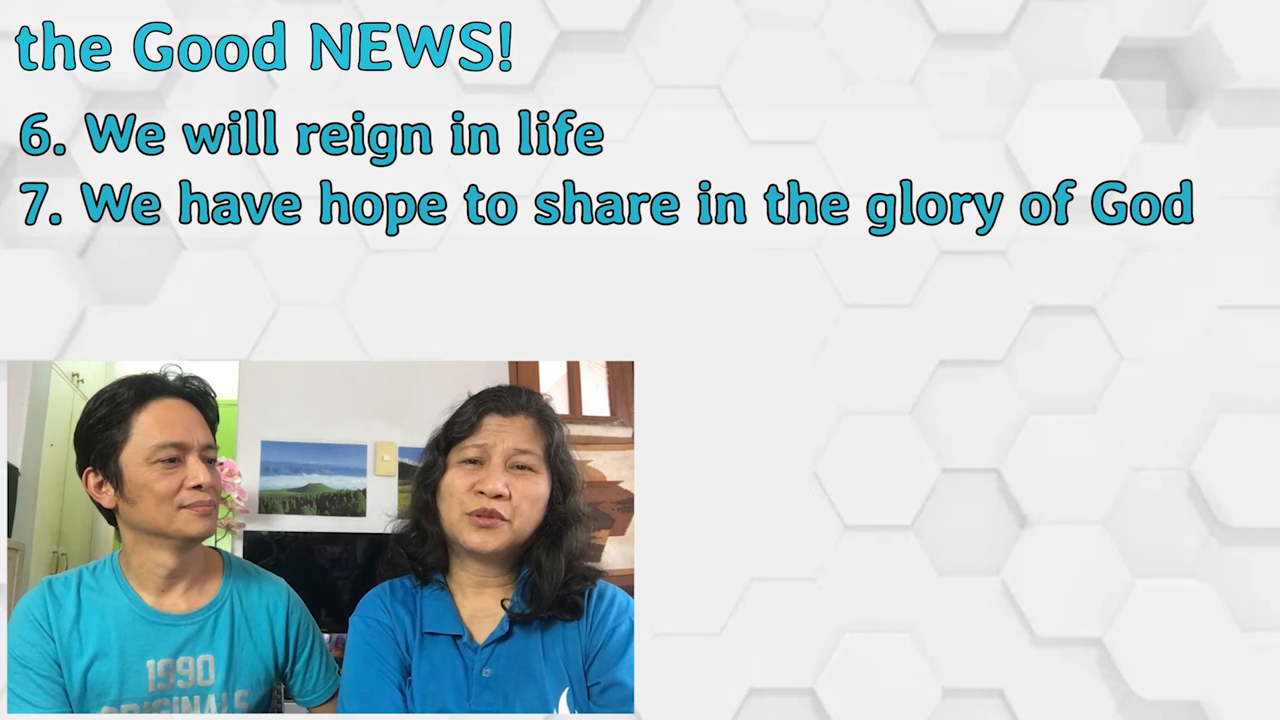 the Good NEWS!
6. We will reign in life
7. We have hope to share in the glory of God
1990
ORIGINALS